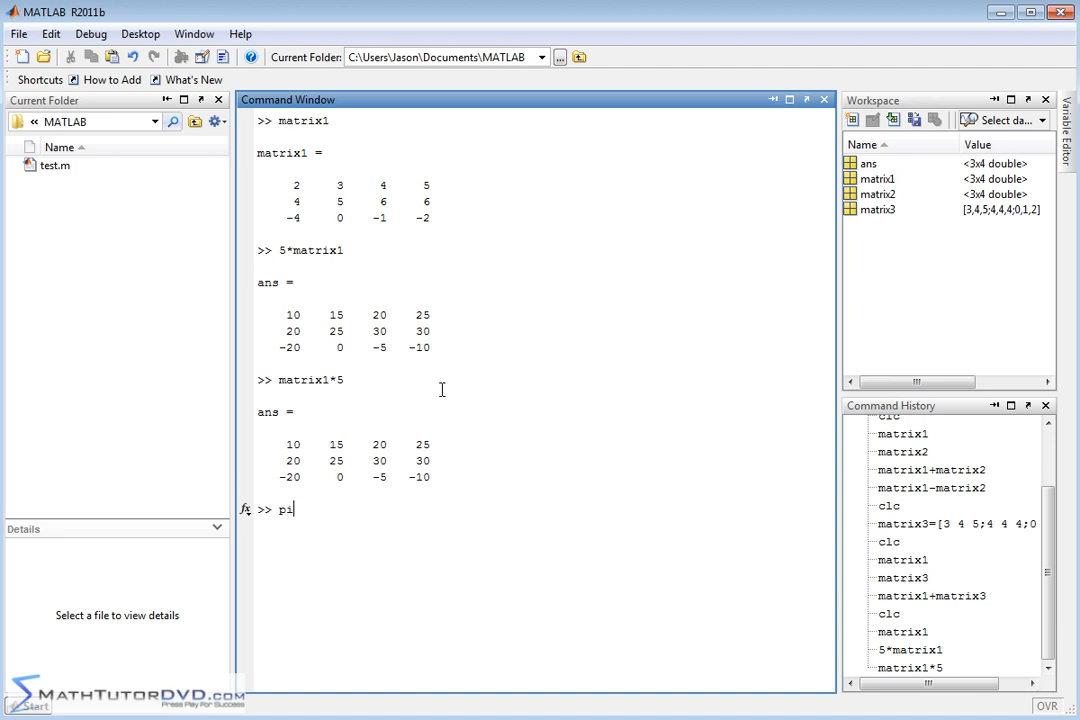 MATLAB R2011b
File Edit Debug Desktop Window Help
Current Folder: C:\Users\Jason\Documents\MATLAB ...
Shortcuts How to Add What's New
Current Folder
« MATLAB
Name
test.m
Details
Select a file to view details
Start
MATHTUTORDVD.COM
Press Play For Success
Command Window
>> matrix1
matrix1 =
2 3 4 5
4 5 6 6
-4 0 -1 -2
>> 5*matrix1
ans =
10 15 20 25
20 25 30 30
-20 0 -5 -10
>> matrix1*5
ans =
10 15 20 25
20 25 30 30
-20 0 -5 -10
fx >> pi
Workspace
Select da...
Name Value
ans <3x4 double>
matrix1 <3x4 double>
matrix2 <3x4 double>
matrix3 [3,4,5;4,4,4;0,1,2]
Variable Editor
Command History
clc
matrix1
matrix2
matrix1+matrix2
matrix1-matrix2
clc
matrix3=[3 4 5;4 4 4;0
clc
matrix1
matrix3
matrix1+matrix3
clc
matrix1
5*matrix1
matrix1*5
OVR